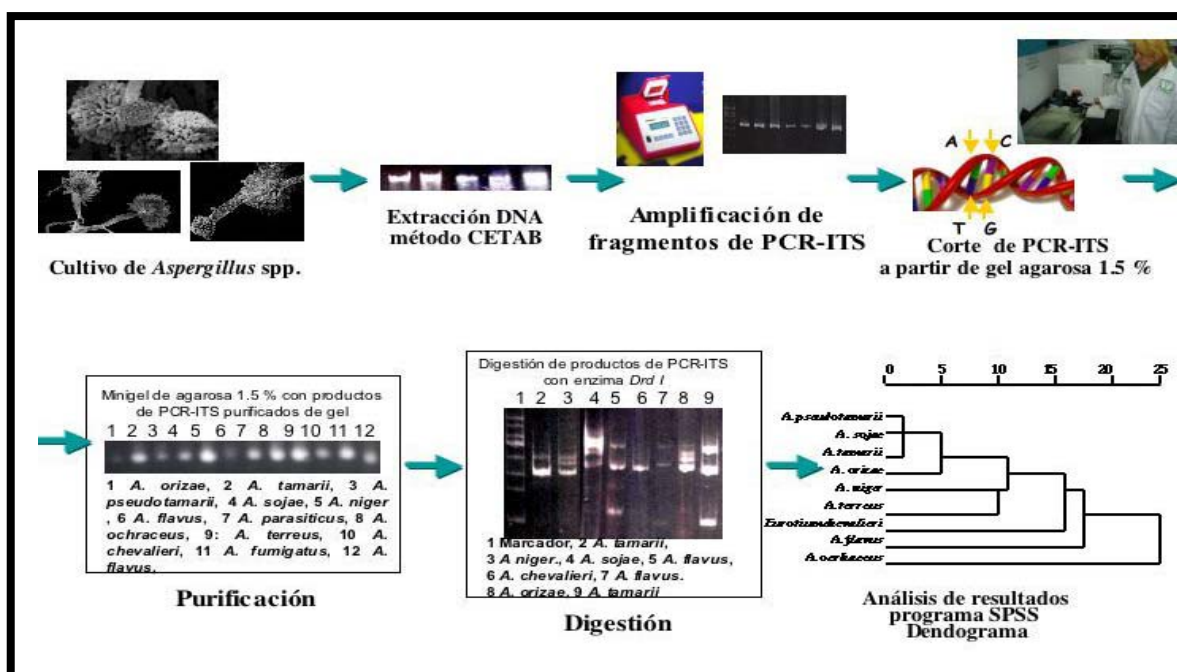 A C
T G
Cultivo de Aspergillus spp.
Extracción DNA
método CETAB
Amplificación de
fragmentos de PCR-ITS
Corte de PCR-ITS
a partir de gel agarosa 1.5 %
Minigel de agarosa 1.5 % con productos
de PCR-ITS purificados de gel
1 2 3 4 5 6 7 8 9 10 11 12
1 A. orizae, 2 A. tamarii, 3 A.
pseudotamarii, 4 A. sojae, 5 A. niger
, 6 A. flavus, 7 A. parasiticus, 8 A.
ochraceus, 9: A. terreus, 10 A.
chevalieri, 11 A. fumigatus, 12 A.
flavus,
Purificación
Digestión de productos de PCR-ITS
con enzima Drd I
1 2 3 4 5 6 7 8 9
1 Marcador, 2 A. tamarii,
3 A niger., 4 A. sojae, 5 A. flavus,
6 A. chevalieri, 7 A. flavus.
8 A. orizae, 9 A. tamarii
Digestión
0 5 10 15 20 25
A.pseudotamarii
A. sojae
A. tamarii
A. orizae
A. niger
A.terreus
Eurotiumchevalieri
A. flavus
A. ocrhaceus
Análisis de resultados
programa SPSS
Dendograma